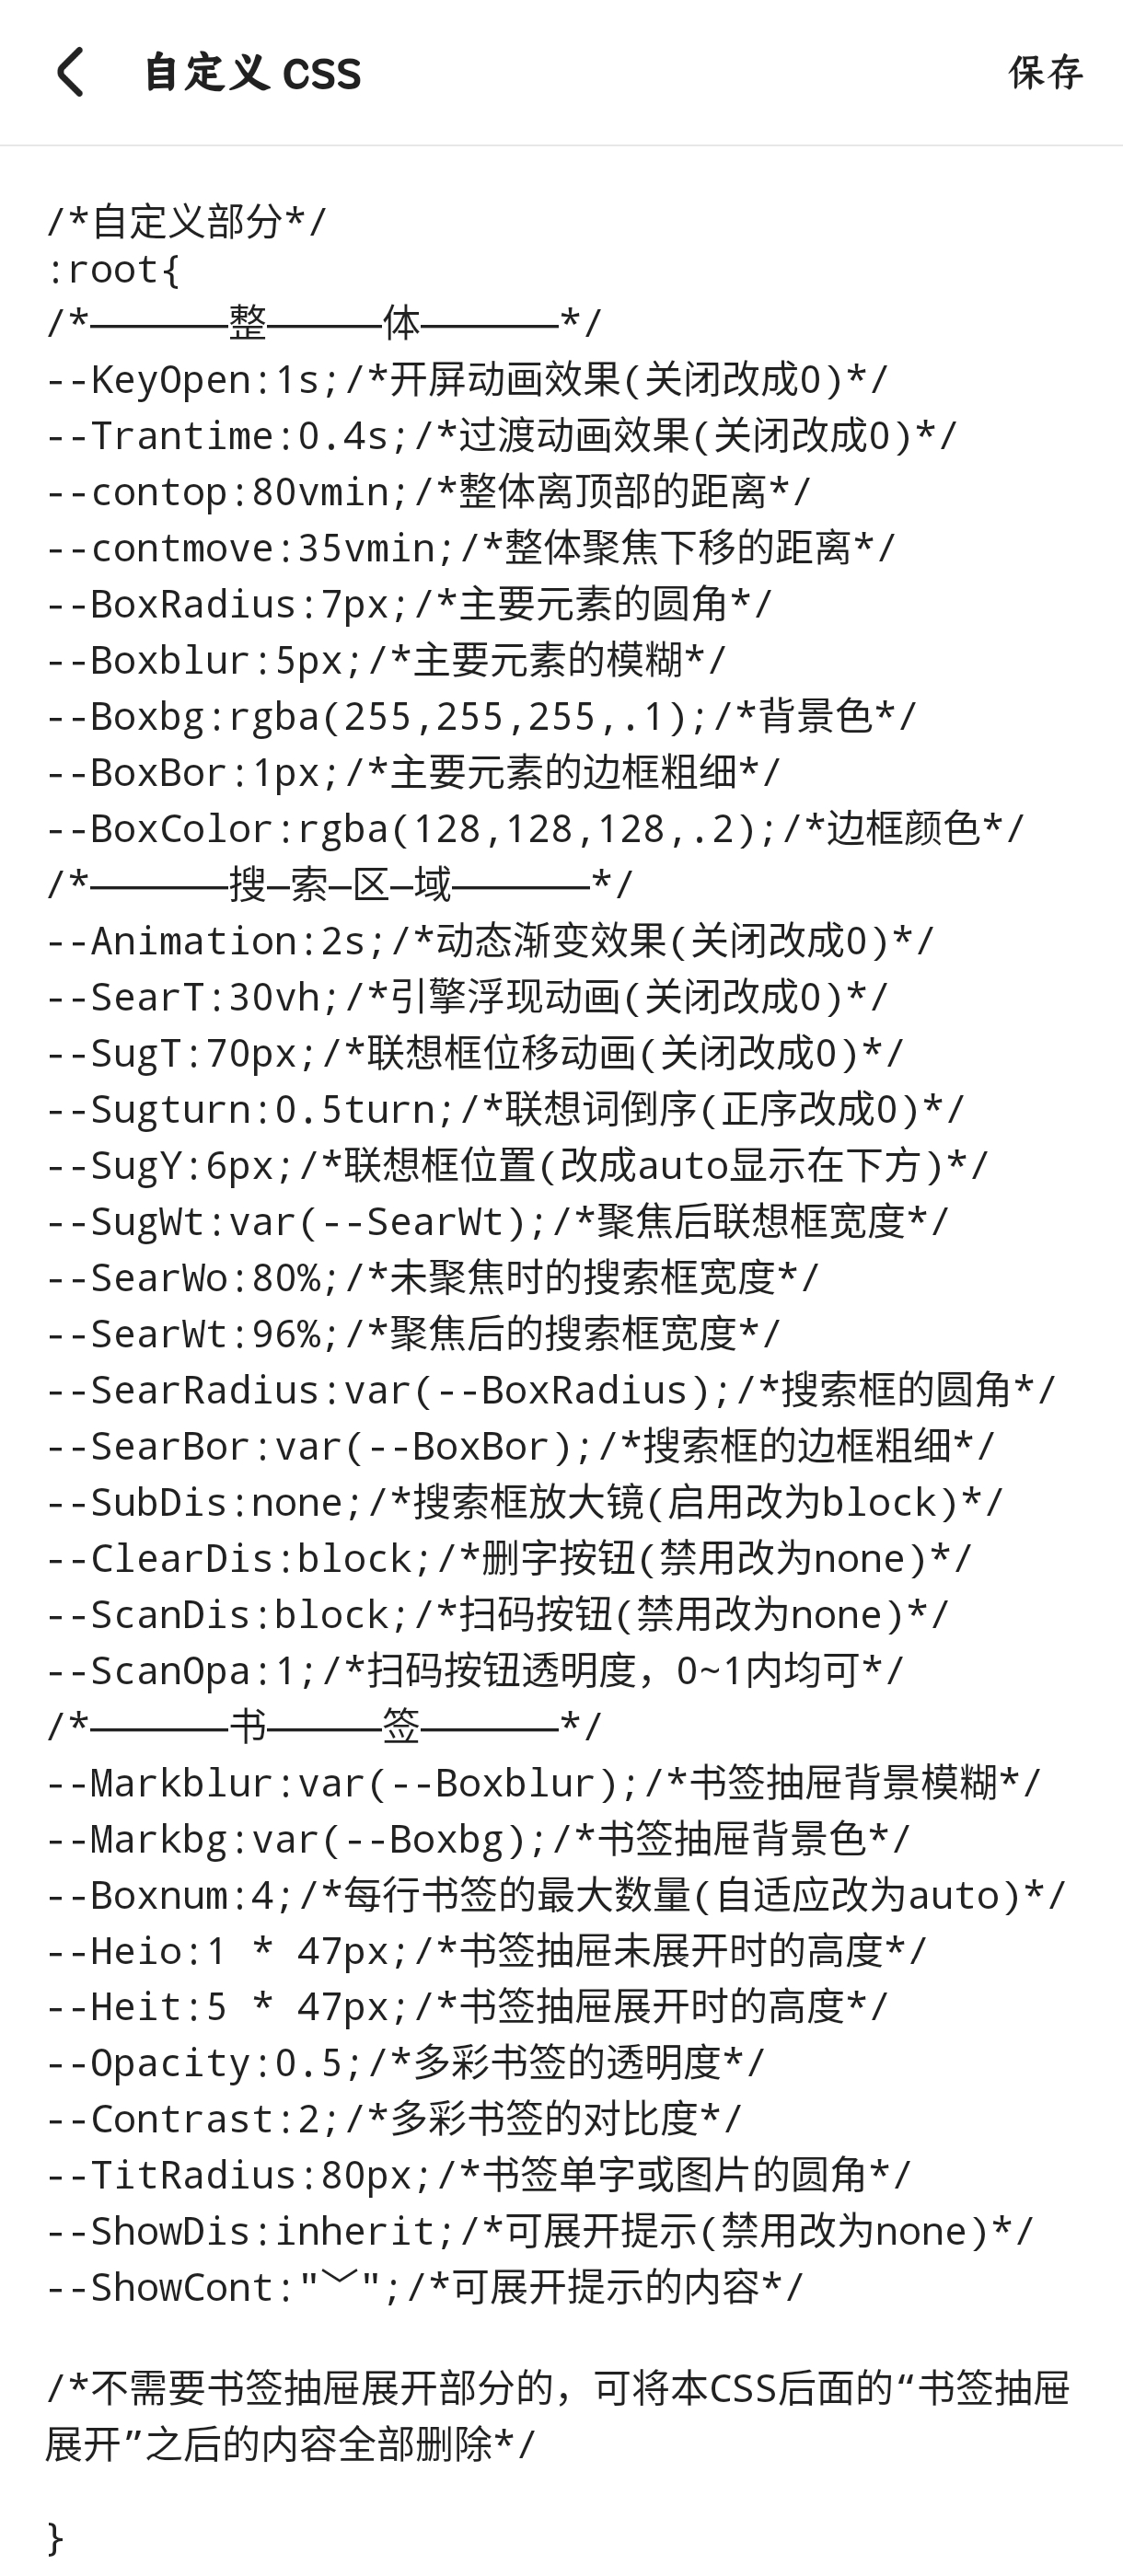 自定义 CSS
保存
/*自定义部分*/
:root{
/*——————整—————体——————*/
--KeyOpen:1s;/*开屏动画效果(关闭改成0)*/
--Trantime:0.4s;/*过渡动画效果(关闭改成0)*/
--contop:80vmin;/*整体离顶部的距离*/
--contmove:35vmin;/*整体聚焦下移的距离*/
--BoxRadius:7px;/*主要元素的圆角*/
--Boxblur:5px;/*主要元素的模糊*/
--Boxbg:rgba(255,255,255,.1);/*背景色*/
--BoxBor:1px;/*主要元素的边框粗细*/
--BoxColor:rgba(128,128,128,.2);/*边框颜色*/
/*——————搜—索—区—域——————*/
--Animation:2s;/*动态渐变效果(关闭改成0)*/
--SearT:30vh;/*引擎浮现动画(关闭改成0)*/
--SugT:70px;/*联想框位移动画(关闭改成0)*/
--Sugturn:0.5turn;/*联想词倒序(正序改成0)*/
--SugY:6px;/*联想框位置(改成auto显示在下方)*/
--SugWt:var(--SearWt);/*聚焦后联想框宽度*/
--SearWo:80%;/*未聚焦时的搜索框宽度*/
--SearWt:96%;/*聚焦后的搜索框宽度*/
--SearRadius:var(--BoxRadius);/*搜索框的圆角*/
--SearBor:var(--BoxBor);/*搜索框的边框粗细*/
--SubDis:none;/*搜索框放大镜(启用改为block)*/
--ClearDis:block;/*删字按钮(禁用改为none)*/
--ScanDis:block;/*扫码按钮(禁用改为none)*/
--ScanOpa:1;/*扫码按钮透明度，0~1内均可*/
/*——————书—————签——————*/
--Markblur:var(--Boxblur);/*书签抽屉背景模糊*/
--Markbg:var(--Boxbg);/*书签抽屉背景色*/
--Boxnum:4;/*每行书签的最大数量(自适应改为auto)*/
--Heio:1 * 47px;/*书签抽屉未展开时的高度*/
--Heit:5 * 47px;/*书签抽屉展开时的高度*/
--Opacity:0.5;/*多彩书签的透明度*/
--Contrast:2;/*多彩书签的对比度*/
--TitRadius:80px;/*书签单字或图片的圆角*/
--ShowDis:inherit;/*可展开提示(禁用改为none)*/
--ShowCont:"﹀";/*可展开提示的内容*/
/*不需要书签抽屉展开部分的，可将本CSS后面的“书签抽屉
展开”之后的内容全部删除*/
}